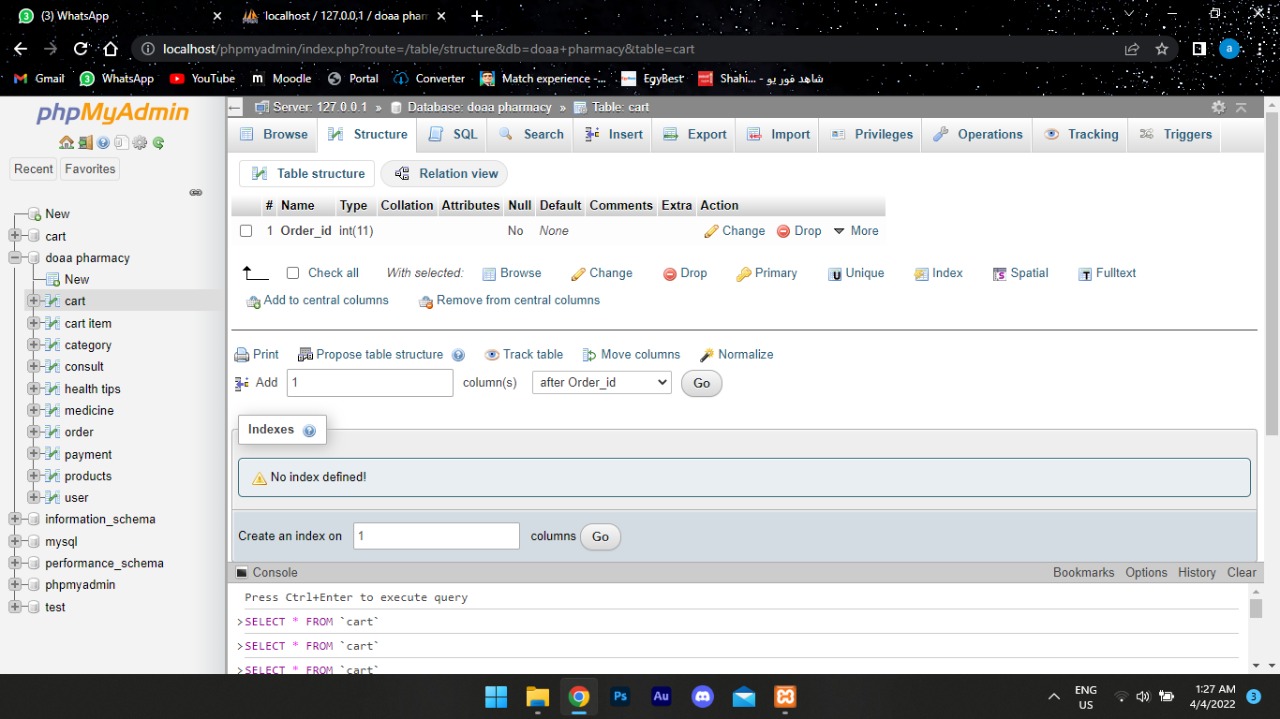 (3) WhatsApp
localhost / 127.0.0.1 / doaa phar
localhost/phpmyadmin/index.php?route=/table/structure&db=doaa+pharmacy&table=cart
a
Gmail WhatsApp YouTube Moodle Portal Converter Match experience -... EgyBest Shahi... - شاهد فور يو
phpMyAdmin
Recent Favorites
New
cart
doaa pharmacy
New
cart
cart item
category
consult
health tips
medicine
order
payment
products
user
information_schema
mysql
performance_schema
phpmyadmin
test
Server: 127.0.0.1 » Database: doaa pharmacy » Table: cart
Browse Structure SQL Search Insert Export Import Privileges Operations Tracking Triggers
Table structure Relation view
# Name Type Collation Attributes Null Default Comments Extra Action
1 Order_id int(11) No None Change Drop More
Check all With selected: Browse Change Drop Primary Unique Index Spatial Fulltext
Add to central columns Remove from central columns
Print Propose table structure Track table Move columns Normalize
Add 1 column(s) after Order_id Go
Indexes
No index defined!
Create an index on 1 columns Go
Console Bookmarks Options History Clear
Press Ctrl+Enter to execute query
>SELECT * FROM `cart`
>SELECT * FROM `cart`
>SELECT * FROM `cart`
Ps Au
ENG
US
1:27 AM
4/4/2022
3